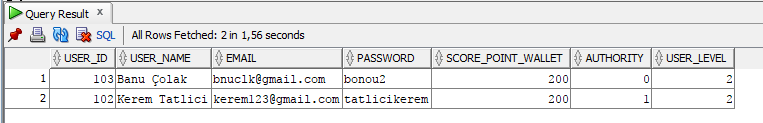 Query Result x
SQL | All Rows Fetched: 2 in 1,56 seconds
USER_ID USER_NAME EMAIL PASSWORD SCORE_POINT_WALLET AUTHORITY USER_LEVEL
1 103 Banu Çolak bnuclk@gmail.com bonou2 200 0 2
2 102 Kerem Tatlici kerem123@gmail.com tatlicikerem 200 1 2